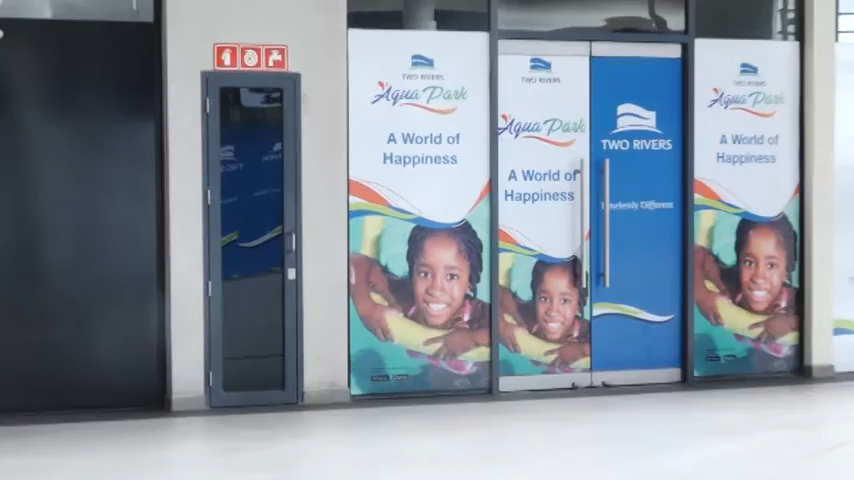 TWO RIVERS
Aqua Park
A World of
Happiness
TWO RIVERS
Aqua Park
A World of
Happiness
TWO RIVERS
Timelessly Different
TWO RIVERS
Aqua Park
A World of
Happiness